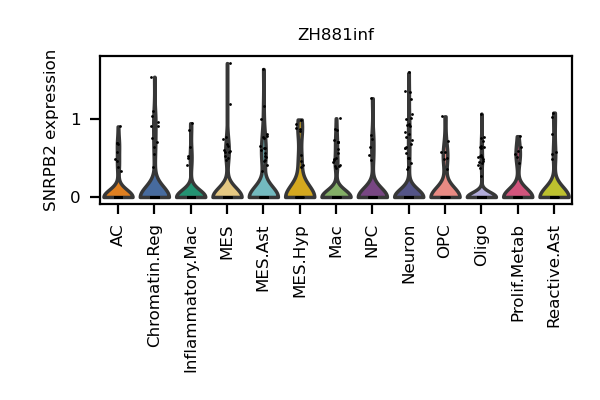 ZH881inf
SNRPB2 expression
1
0
AC
Chromatin.Reg
Inflammatory.Mac
MES
MES.Ast
MES.Hyp
Mac
NPC
Neuron
OPC
Oligo
Prolif.Metab
Reactive.Ast